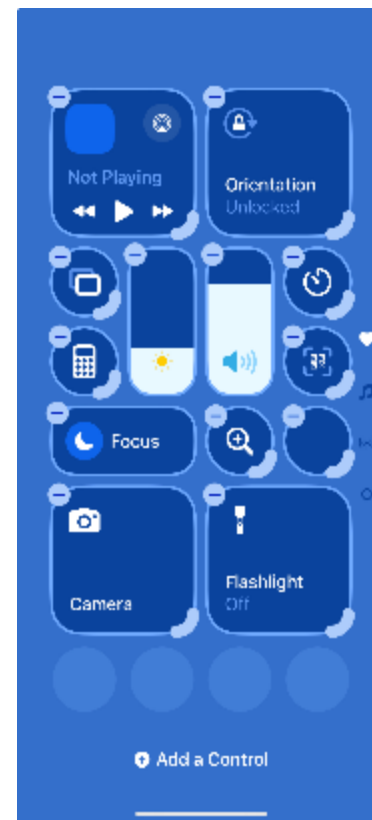 Not Playing
Orientation
Unlocked
Focus
Camera
Flashlight
Off
Add a Control